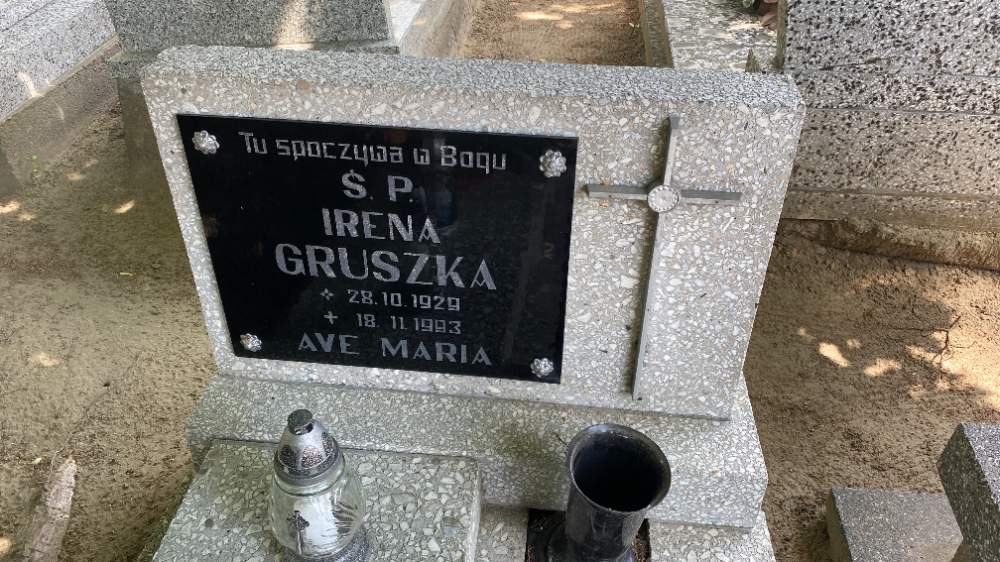 Tu spoczywa w Bogu
Ś. P.
IRENA
GRUSZKA
28.10.1929
18.11.1993
AVE MARIA